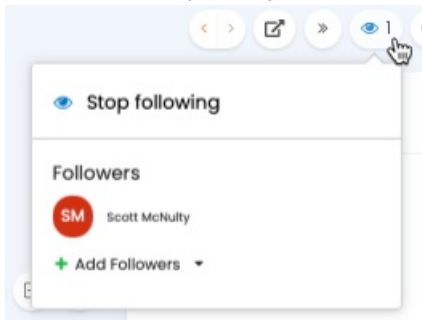 1
Stop following
Followers
SM
Scott McNulty
+ Add Followers